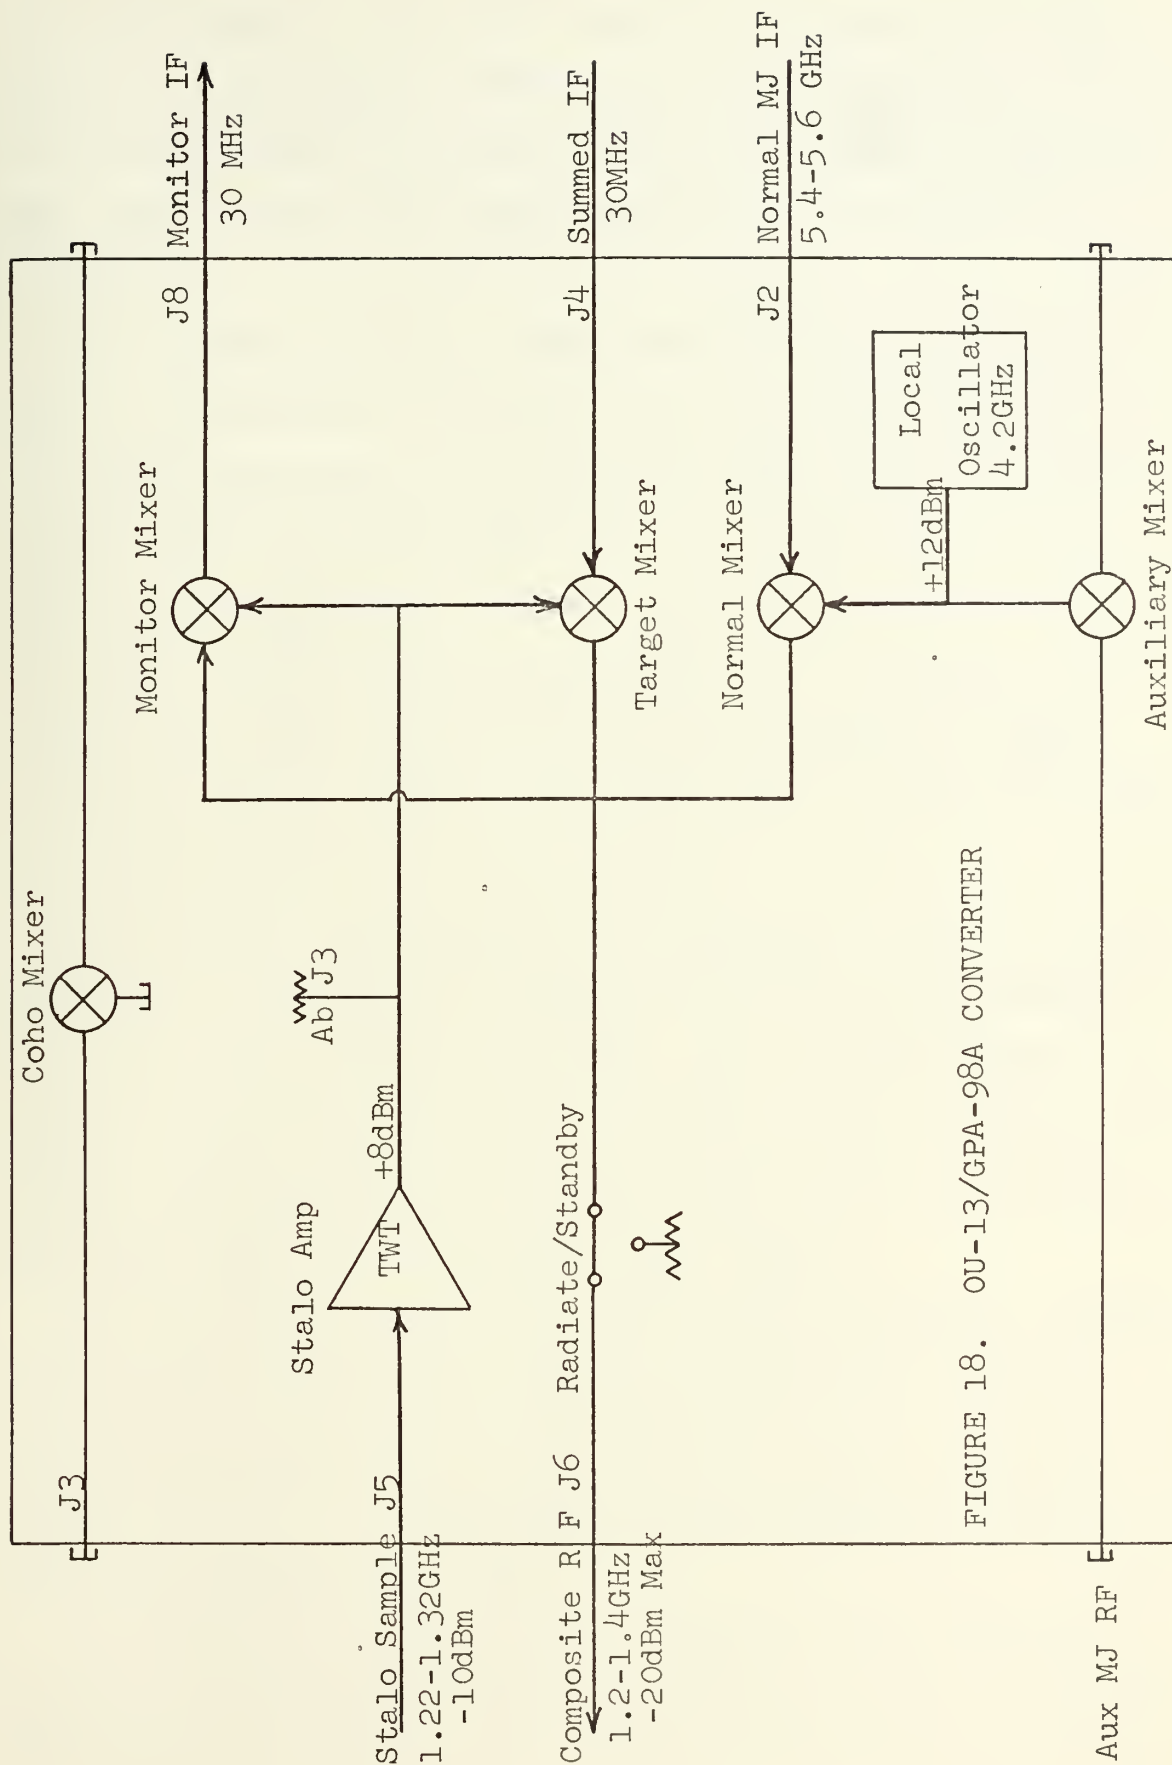 Coho Mixer
J3
Monitor Mixer
J8
Monitor IF
30 MHz
Stalo Amp
TWT
+8dBm
Ab J3
Stalo Sample J5
1.22-1.32GHz
-10dBm
J4
Summed IF
30MHz
Target Mixer
Composite R F J6
Radiate/Standby
1.2-1.4GHz
-20dBm Max
Normal Mixer
J2
Normal MJ IF
5.4-5.6 GHz
+12dBm
Local
Oscillator
4.2GHz
Aux MJ RF
Auxiliary Mixer
FIGURE 18. OU-13/GPA-98A CONVERTER